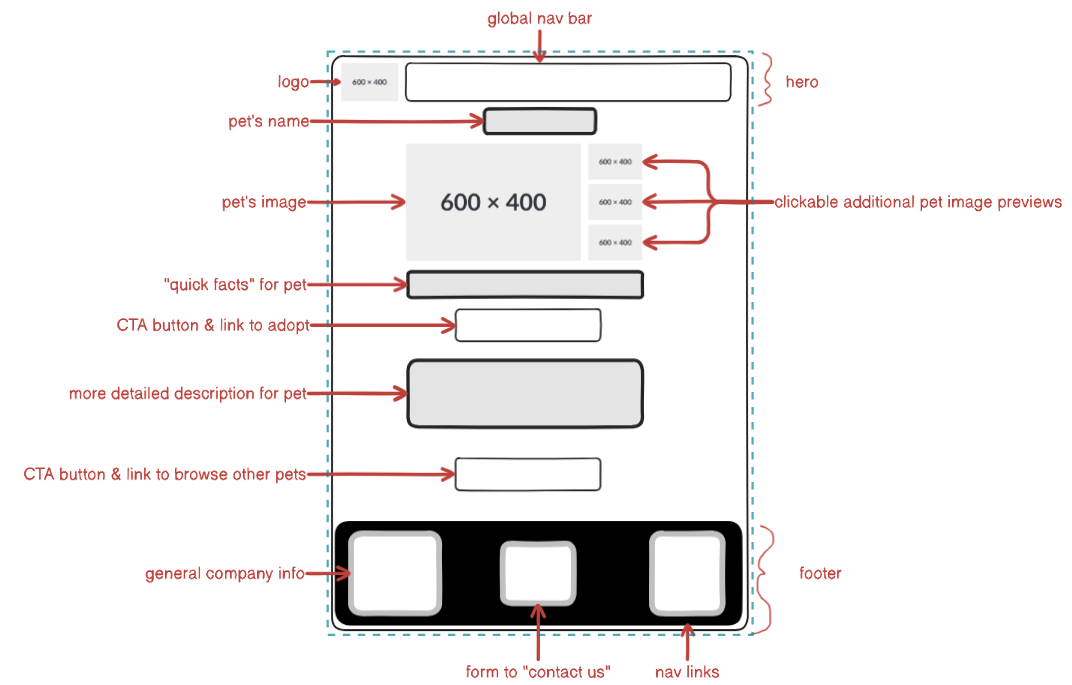 global nav bar
logo
600 × 400
hero
pet's name
pet's image
600 × 400
600 × 400
600 × 400
600 × 400
clickable additional pet image previews
"quick facts" for pet
CTA button & link to adopt
more detailed description for pet
CTA button & link to browse other pets
general company info
footer
form to "contact us"
nav links